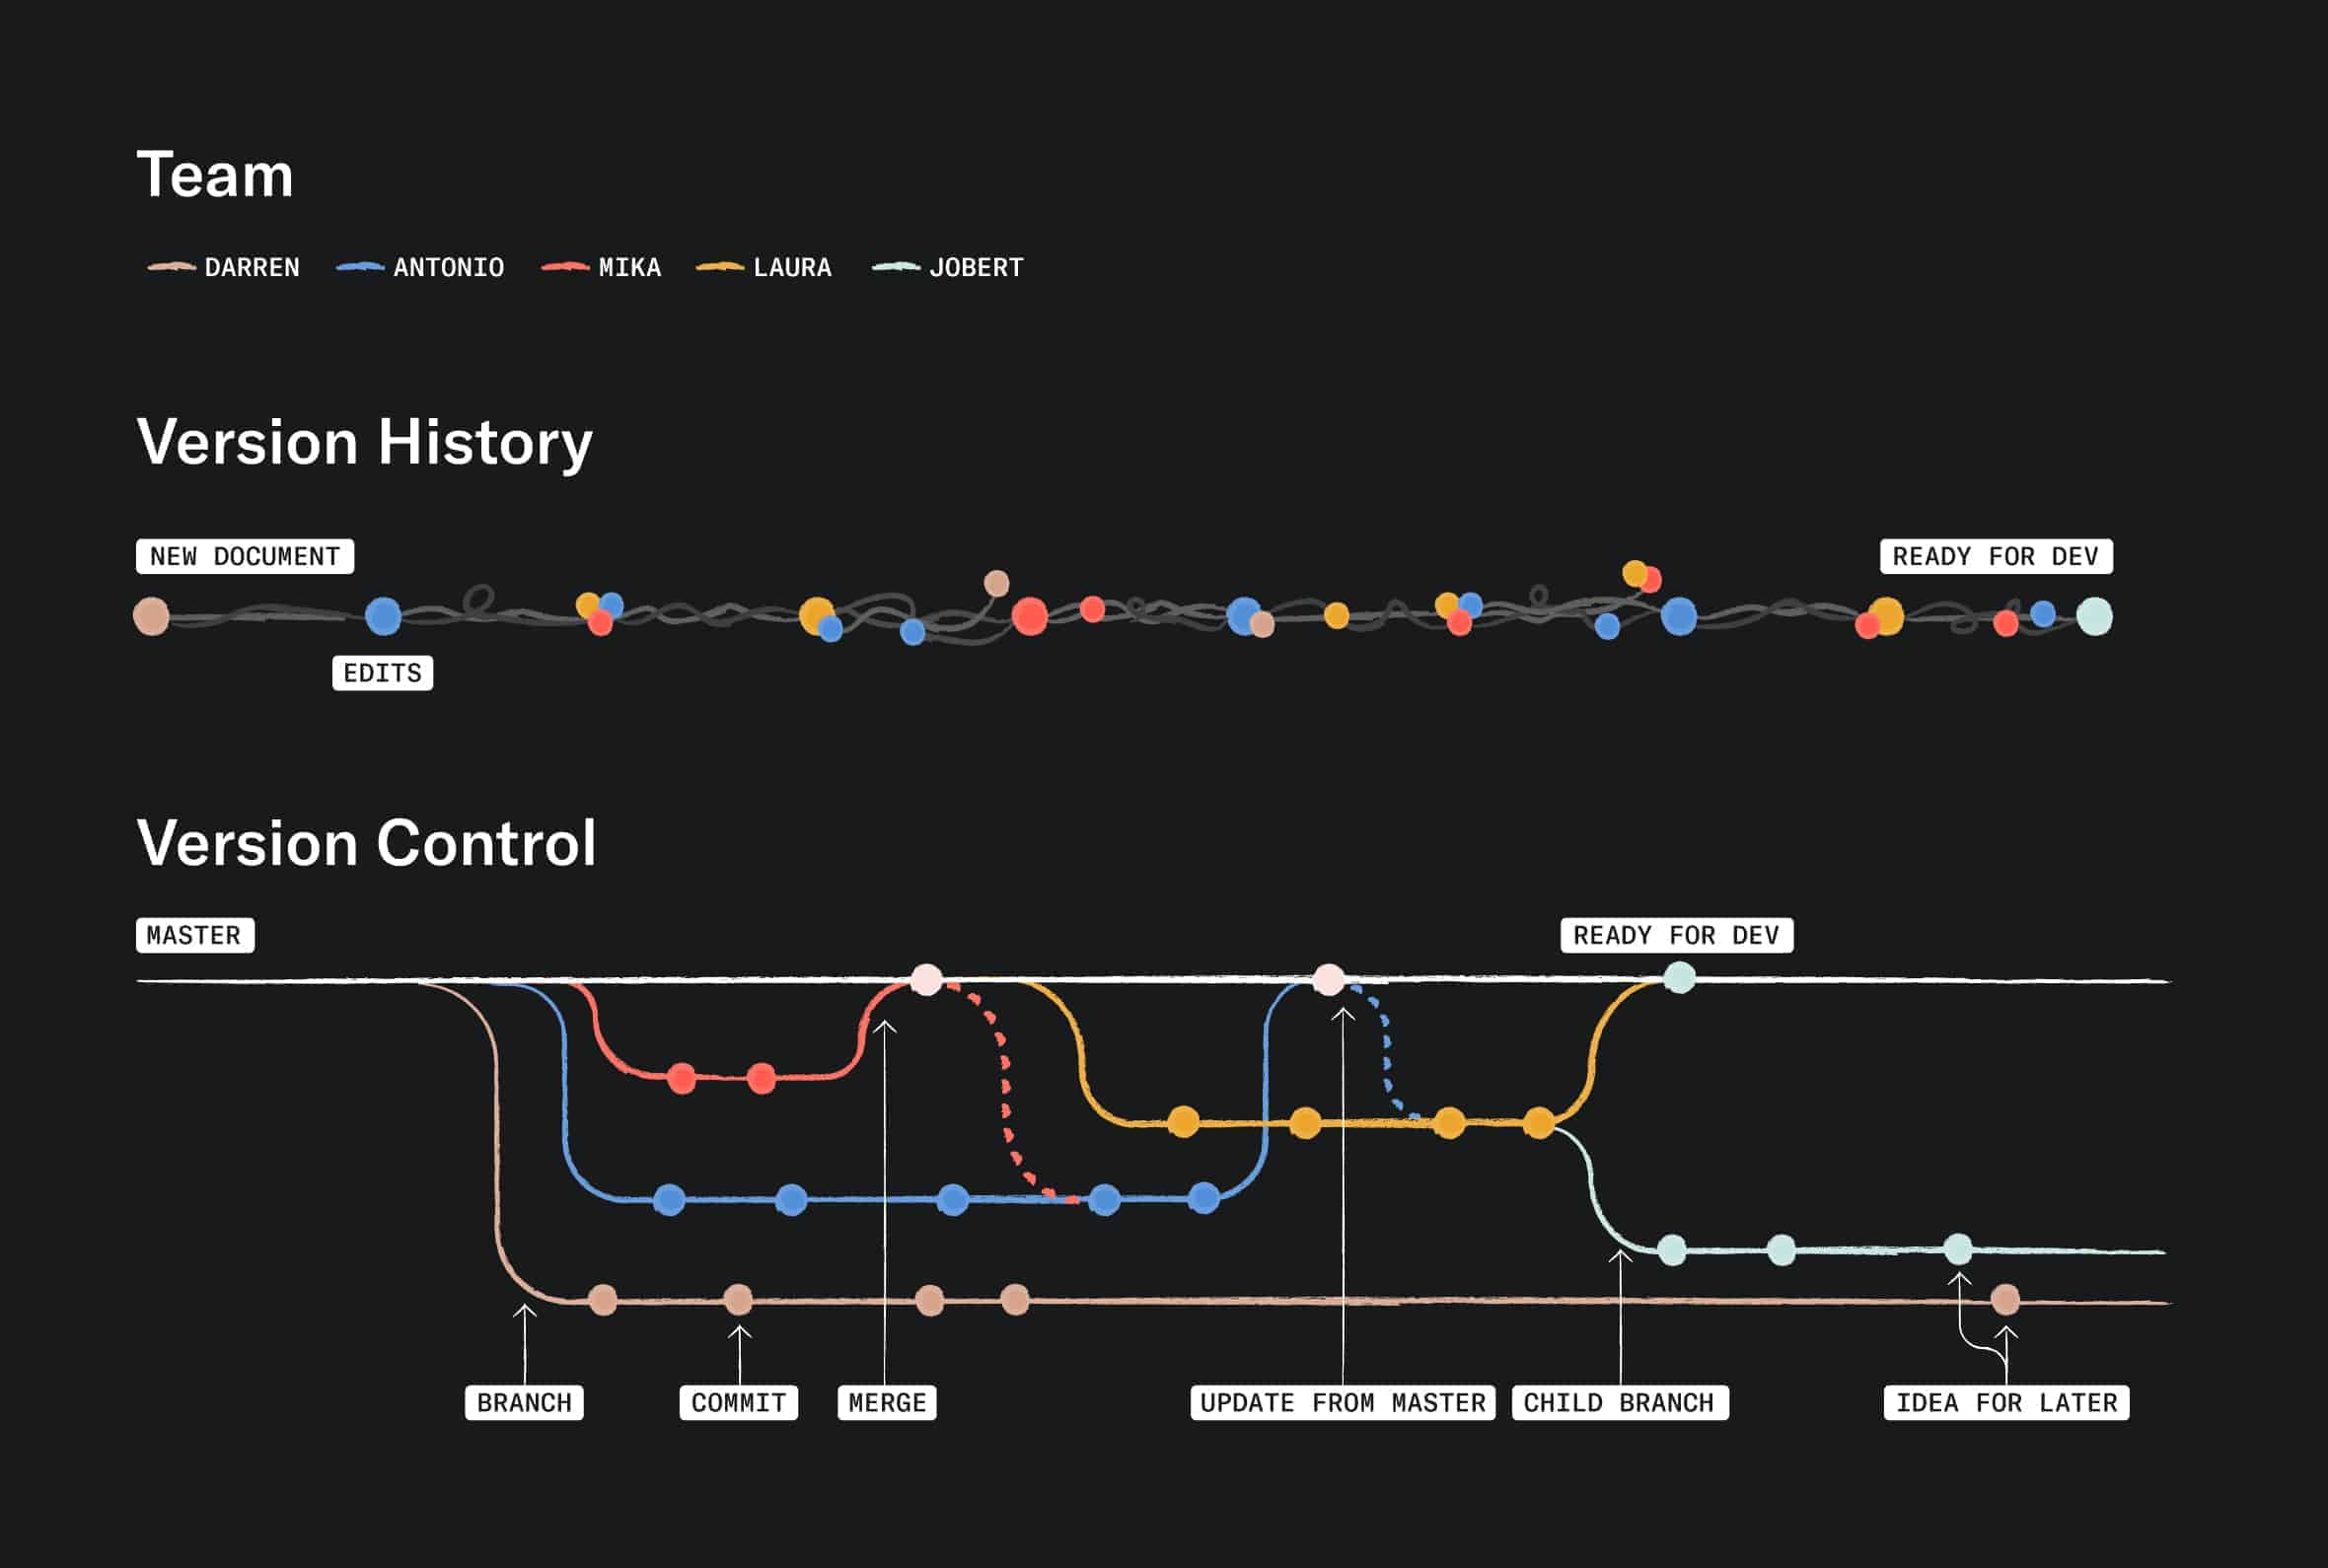 Team
DARREN ANTONIO MIKA LAURA JOBERT
Version History
NEW DOCUMENT READY FOR DEV
EDITS
Version Control
MASTER READY FOR DEV
BRANCH COMMIT MERGE UPDATE FROM MASTER CHILD BRANCH IDEA FOR LATER